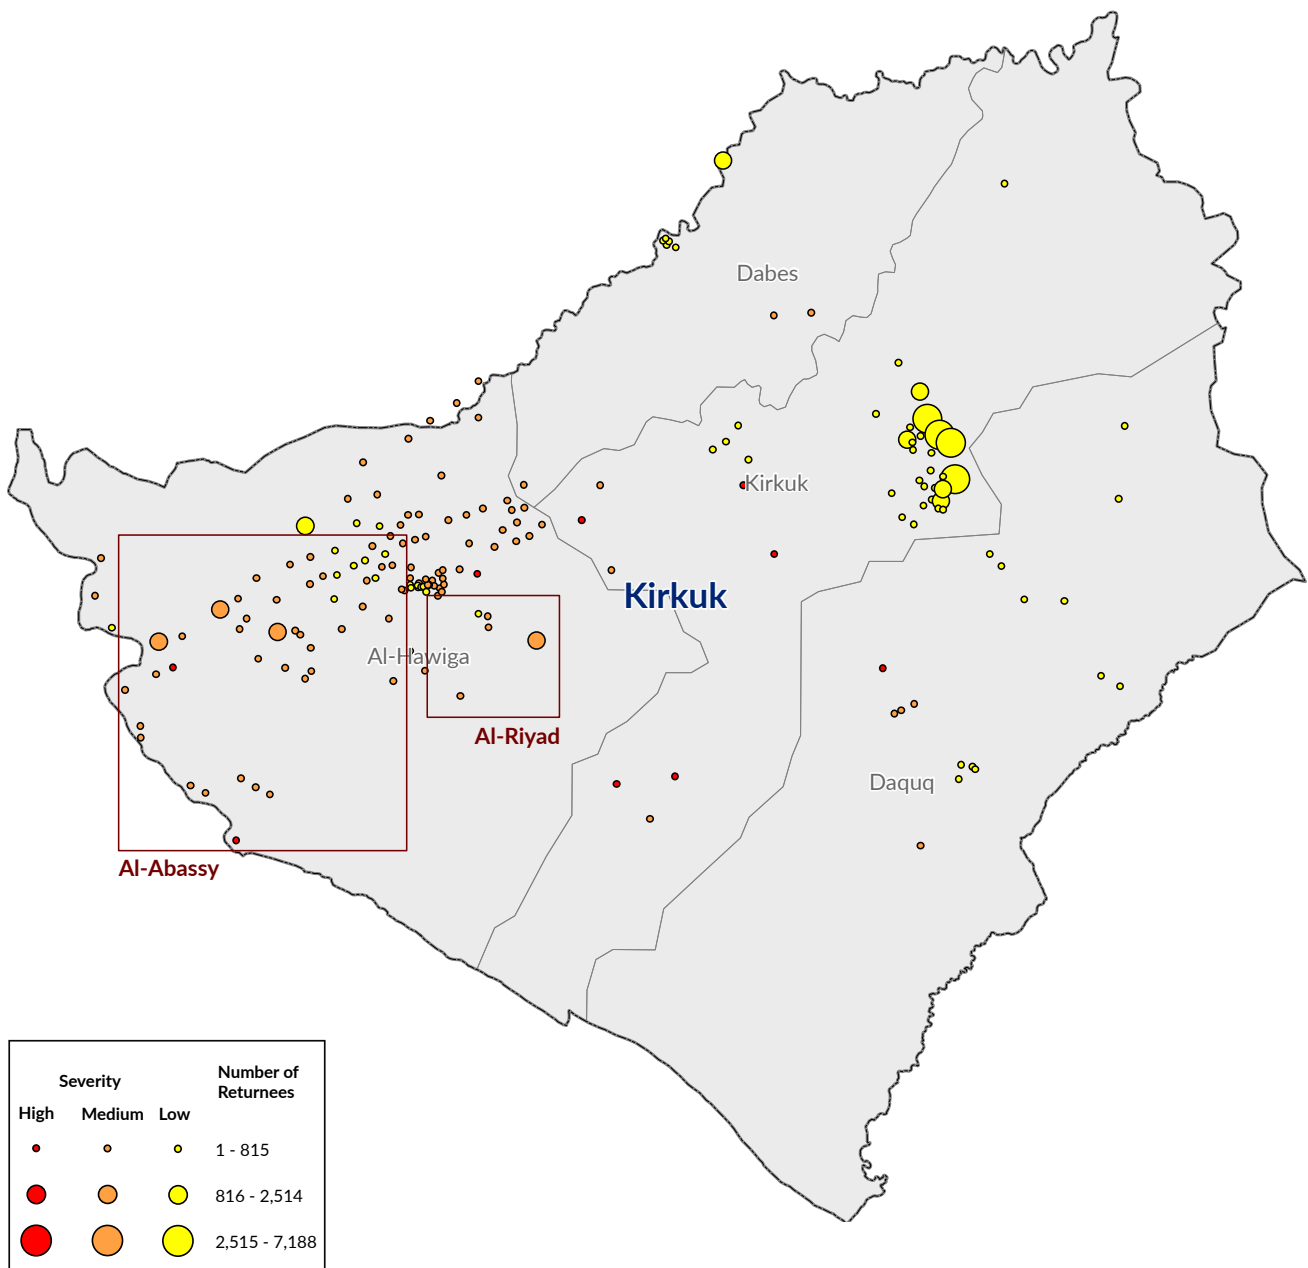 Dabes
Kirkuk
Kirkuk
Al-Hawiga
Al-Riyad
Daquq
Al-Abassy
Severity
Number of
Returnees
High Medium Low
1 - 815
816 - 2,514
2,515 - 7,188